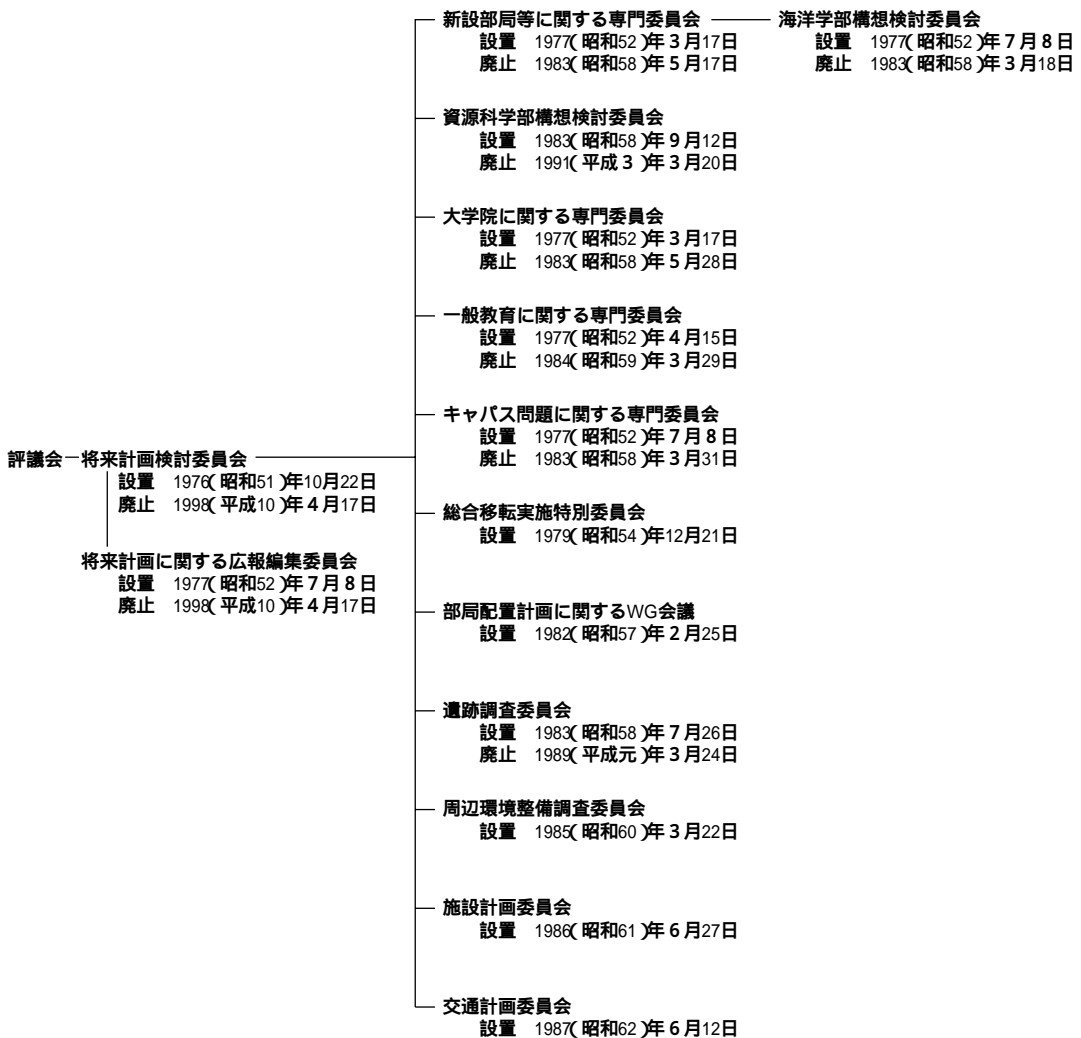 新設部局等に関する専門委員会
設置 1977(昭和52)年3月17日
廃止 1983(昭和58)年5月17日
海洋学部構想検討委員会
設置 1977(昭和52)年7月8日
廃止 1983(昭和58)年3月18日
資源科学部構想検討委員会
設置 1983(昭和58)年9月12日
廃止 1991(平成3)年3月20日
大学院に関する専門委員会
設置 1977(昭和52)年3月17日
廃止 1983(昭和58)年5月28日
一般教育に関する専門委員会
設置 1977(昭和52)年4月15日
廃止 1984(昭和59)年3月29日
キャパス問題に関する専門委員会
設置 1977(昭和52)年7月8日
廃止 1983(昭和58)年3月31日
評議会 将来計画検討委員会
設置 1976(昭和51)年10月22日
廃止 1998(平成10)年4月17日
将来計画に関する広報編集委員会
設置 1977(昭和52)年7月8日
廃止 1998(平成10)年4月17日
総合移転実施特別委員会
設置 1979(昭和54)年12月21日
部局配置計画に関するWG会議
設置 1982(昭和57)年2月25日
遺跡調査委員会
設置 1983(昭和58)年7月26日
廃止 1989(平成元)年3月24日
周辺環境整備調査委員会
設置 1985(昭和60)年3月22日
施設計画委員会
設置 1986(昭和61)年6月27日
交通計画委員会
設置 1987(昭和62)年6月12日